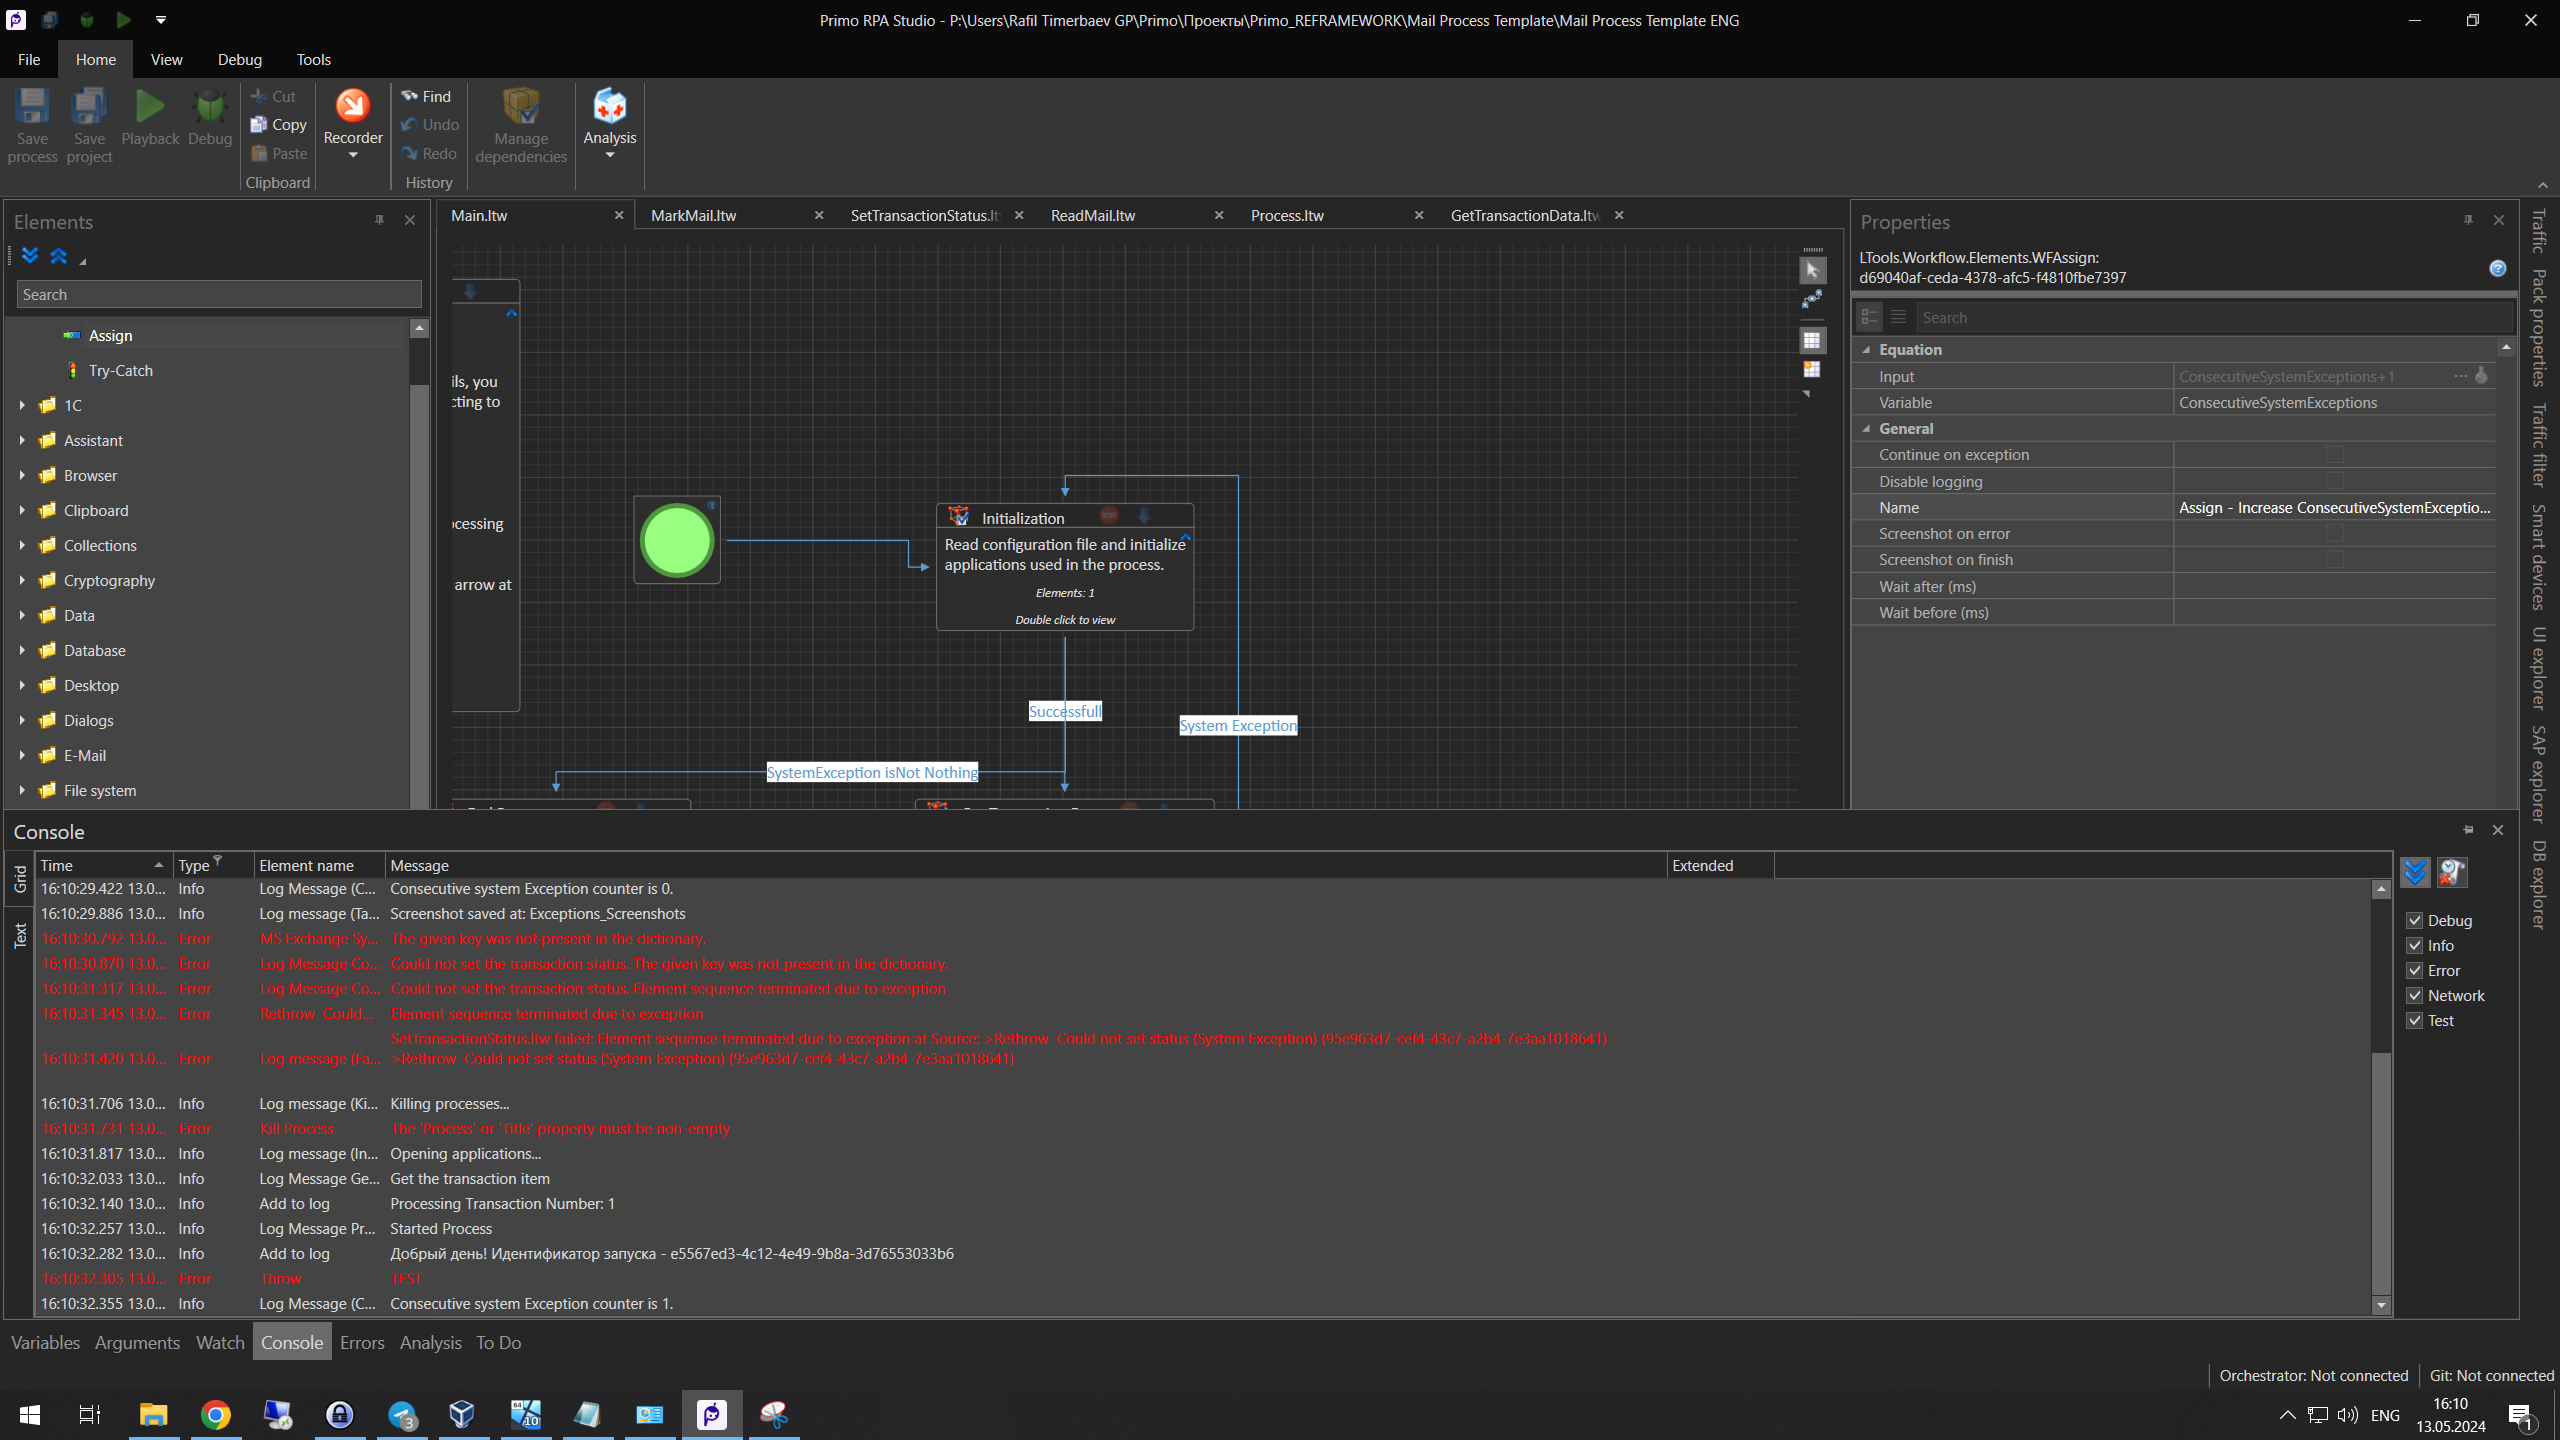 Primo RPA Studio - P:\Users\Rafil Timerbaev GP\Primo\Проекты\Primo_REFRAMEWORK\Mail Process Template\Mail Process Template ENG
File Home View Debug Tools
Save process
Save project
Playback
Debug
Cut
Copy
Paste
Clipboard
Recorder
Find
Undo
Redo
History
Manage dependencies
Analysis
Elements
Search
Assign
Try-Catch
1C
Assistant
Browser
Clipboard
Collections
Cryptography
Data
Database
Desktop
Dialogs
E-Mail
File system
Main.ltw
MarkMail.ltw
SetTransactionStatus.lt
ReadMail.ltw
Process.ltw
GetTransactionData.ltw
ils, you
cting to
ocessing
arrow at
Initialization
Read configuration file and initialize
applications used in the process.
Elements: 1
Double click to view
Successfull
System Exception
SystemException isNot Nothing
Properties
LTools.Workflow.Elements.WFAssign:
d69040af-ceda-4378-afc5-f4810fbe7397
Search
Equation
Input ConsecutiveSystemExceptions+1 ...
Variable ConsecutiveSystemExceptions
General
Continue on exception
Disable logging
Name Assign - Increase ConsecutiveSystemExceptio...
Screenshot on error
Screenshot on finish
Wait after (ms)
Wait before (ms)
Traffic
Pack properties
Traffic filter
Smart devices
UI explorer
SAP explorer
DB explorer
Console
Grid
Text
Time Type Element name Message Extended
16:10:29.422 13.0... Info Log Message (C... Consecutive system Exception counter is 0.
16:10:29.886 13.0... Info Log message (Ta... Screenshot saved at: Exceptions_Screenshots
16:10:30.792 13.0... Error MS Exchange Sy... The given key was not present in the dictionary.
16:10:30.870 13.0... Error Log Message Co... Could not set the transaction status. The given key was not present in the dictionary.
16:10:31.317 13.0... Error Log Message Co... Could not set the transaction status. Element sequence terminated due to exception
16:10:31.345 13.0... Error Rethrow Could... Element sequence terminated due to exception
SetTransactionStatus.ltw failed: Element sequence terminated due to exception at Source: >Rethrow Could not set status (System Exception) (95e963d7-cef4-43c7-a2b4-7e3aa1018641)
16:10:31.420 13.0... Error Log message (Fa... >Rethrow Could not set status (System Exception) (95e963d7-cef4-43c7-a2b4-7e3aa1018641)
16:10:31.706 13.0... Info Log message (Ki... Killing processes...
16:10:31.731 13.0... Error Kill Process The 'Process' or 'Title' property must be non-empty
16:10:31.817 13.0... Info Log message (In... Opening applications...
16:10:32.033 13.0... Info Log Message Ge... Get the transaction item
16:10:32.140 13.0... Info Add to log Processing Transaction Number: 1
16:10:32.257 13.0... Info Log Message Pr... Started Process
16:10:32.282 13.0... Info Add to log Добрый день! Идентификатор запуска - e5567ed3-4c12-4e49-9b8a-3d76553033b6
16:10:32.305 13.0... Error Throw TEST
16:10:32.355 13.0... Info Log Message (C... Consecutive system Exception counter is 1.
Debug
Info
Error
Network
Test
Variables Arguments Watch Console Errors Analysis To Do
Orchestrator: Not connected Git: Not connected
3
64
10
ENG
16:10
13.05.2024
1